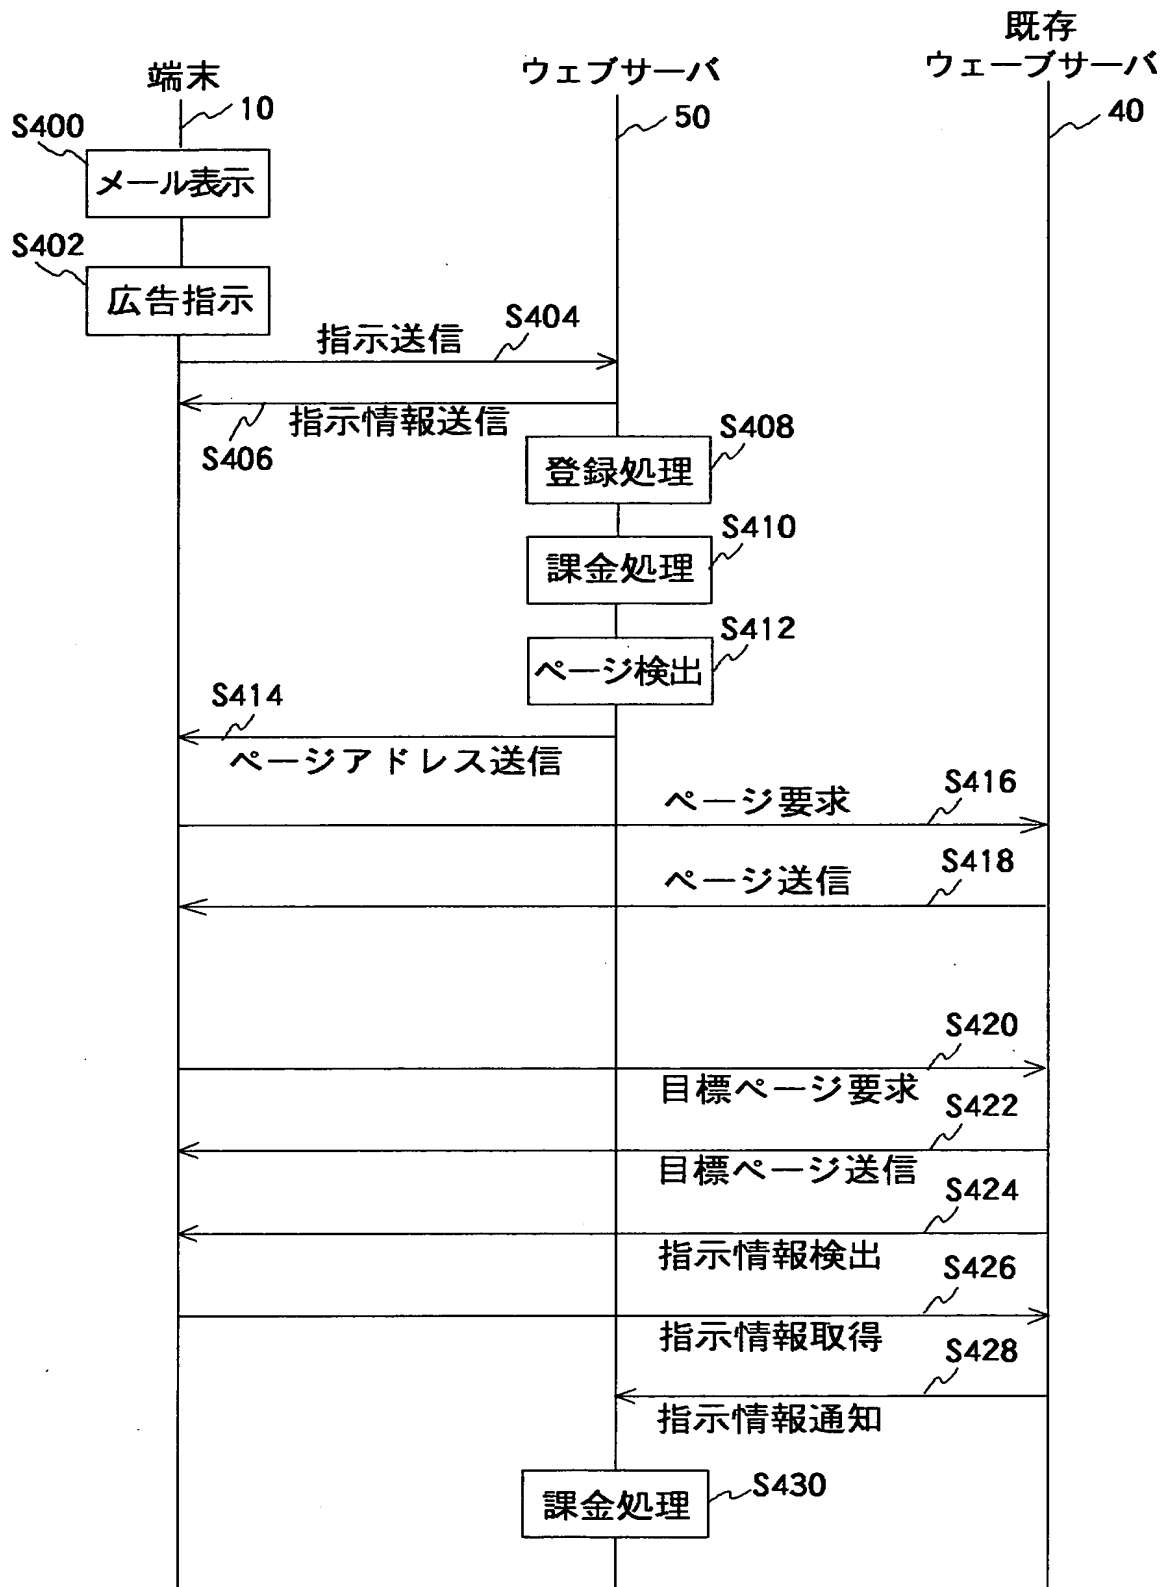 端末
ウェブサーバ
既存
ウェーブサーバ
10
50
40
S400
メール表示
S402
広告指示
S404
指示送信
指示情報送信
S406
S408
登録処理
S410
課金処理
S412
ページ検出
S414
ページアドレス送信
S416
ページ要求
S418
ページ送信
S420
目標ページ要求
S422
目標ページ送信
S424
指示情報検出
S426
指示情報取得
S428
指示情報通知
S430
課金処理